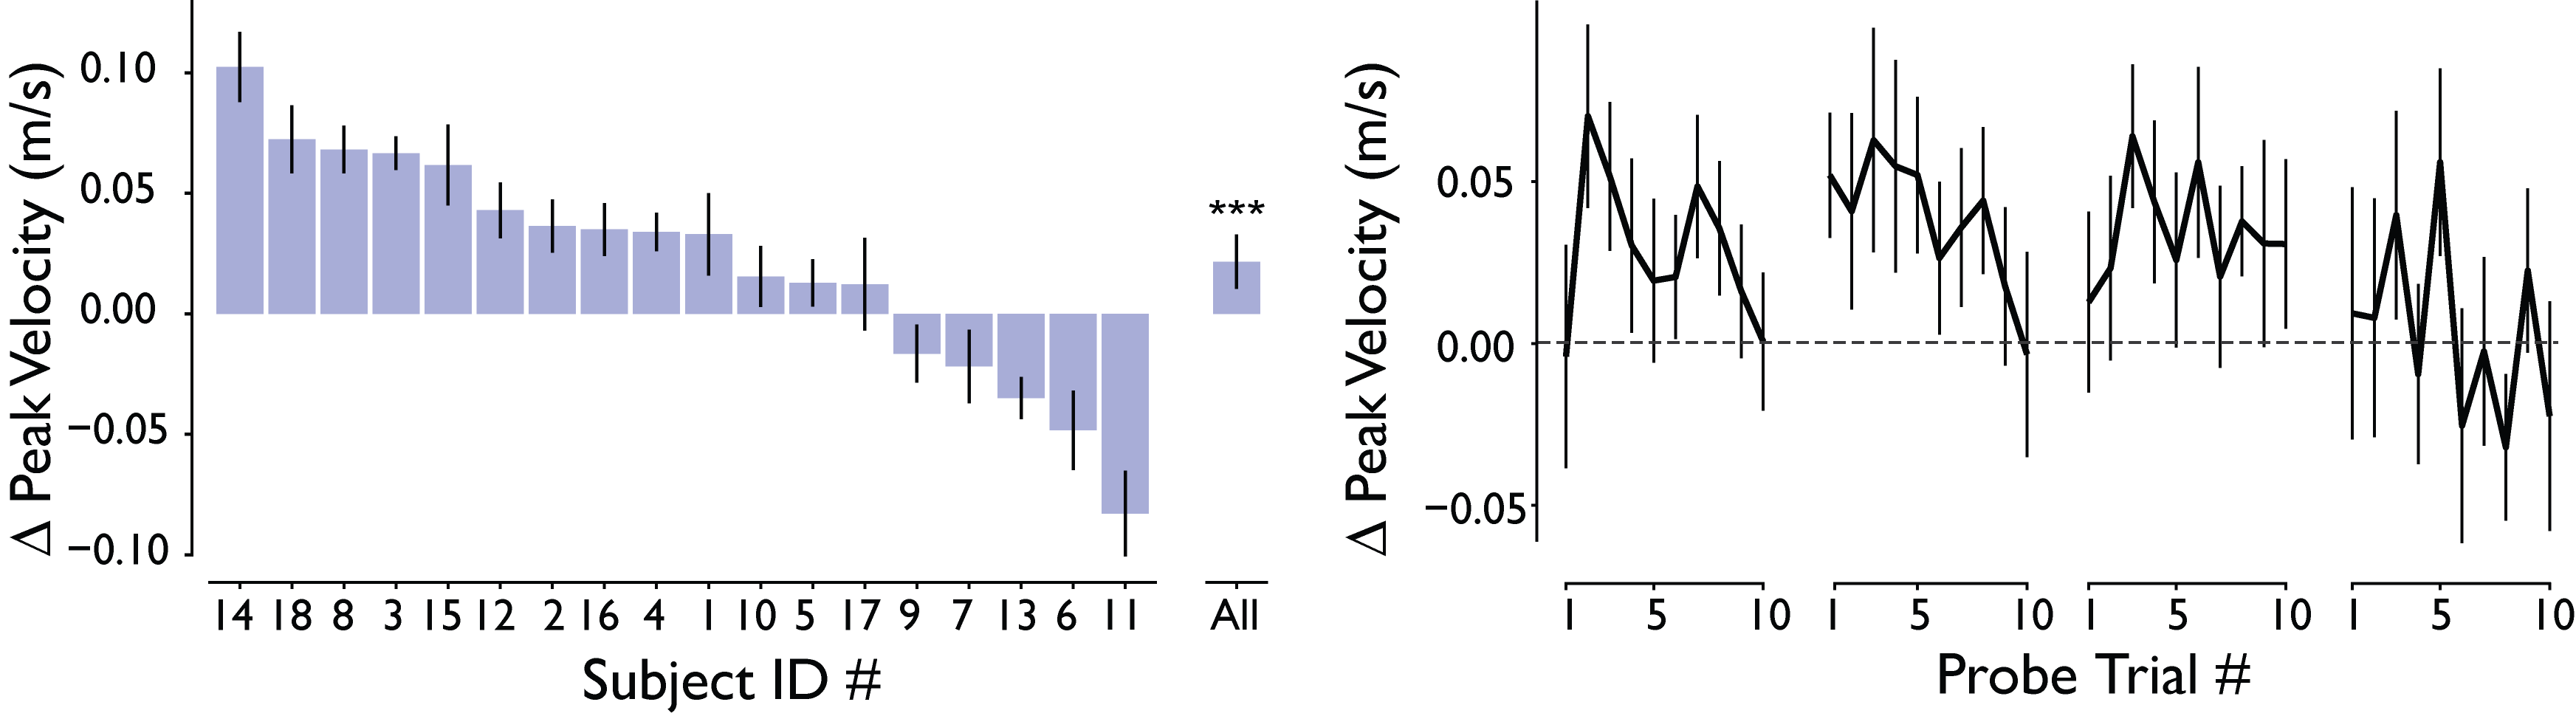 Δ Peak Velocity (m/s)
0.10
0.05
0.00
−0.05
−0.10
***
14 18 8 3 15 12 2 16 4 1 10 5 17 9 7 13 6 11 All
Subject ID #
Δ Peak Velocity (m/s)
0.05
0.00
−0.05
1 5 10 1 5 10 1 5 10 1 5 10
Probe Trial #